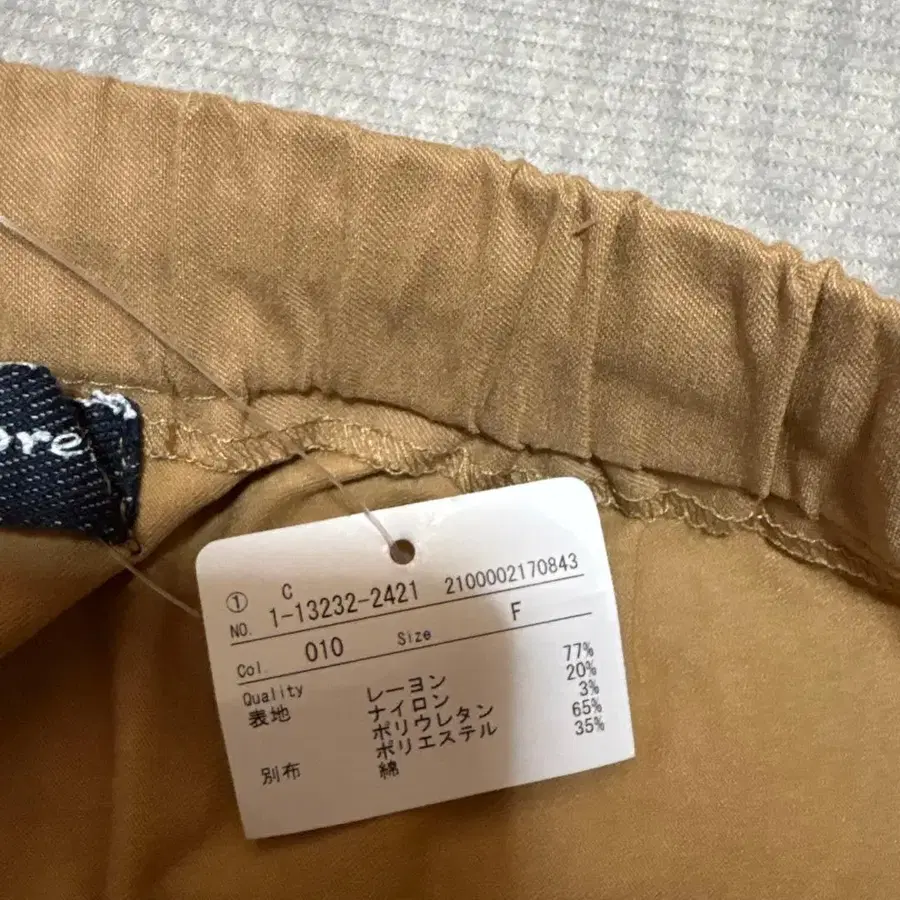 ore
① C
NO. 1-13232-2421 2100002170843
Col. 010 Size F
Quality
表地 レーヨン 77%
ナイロン 20%
ポリウレタン 3%
別布 ポリエステル 65%
綿 35%